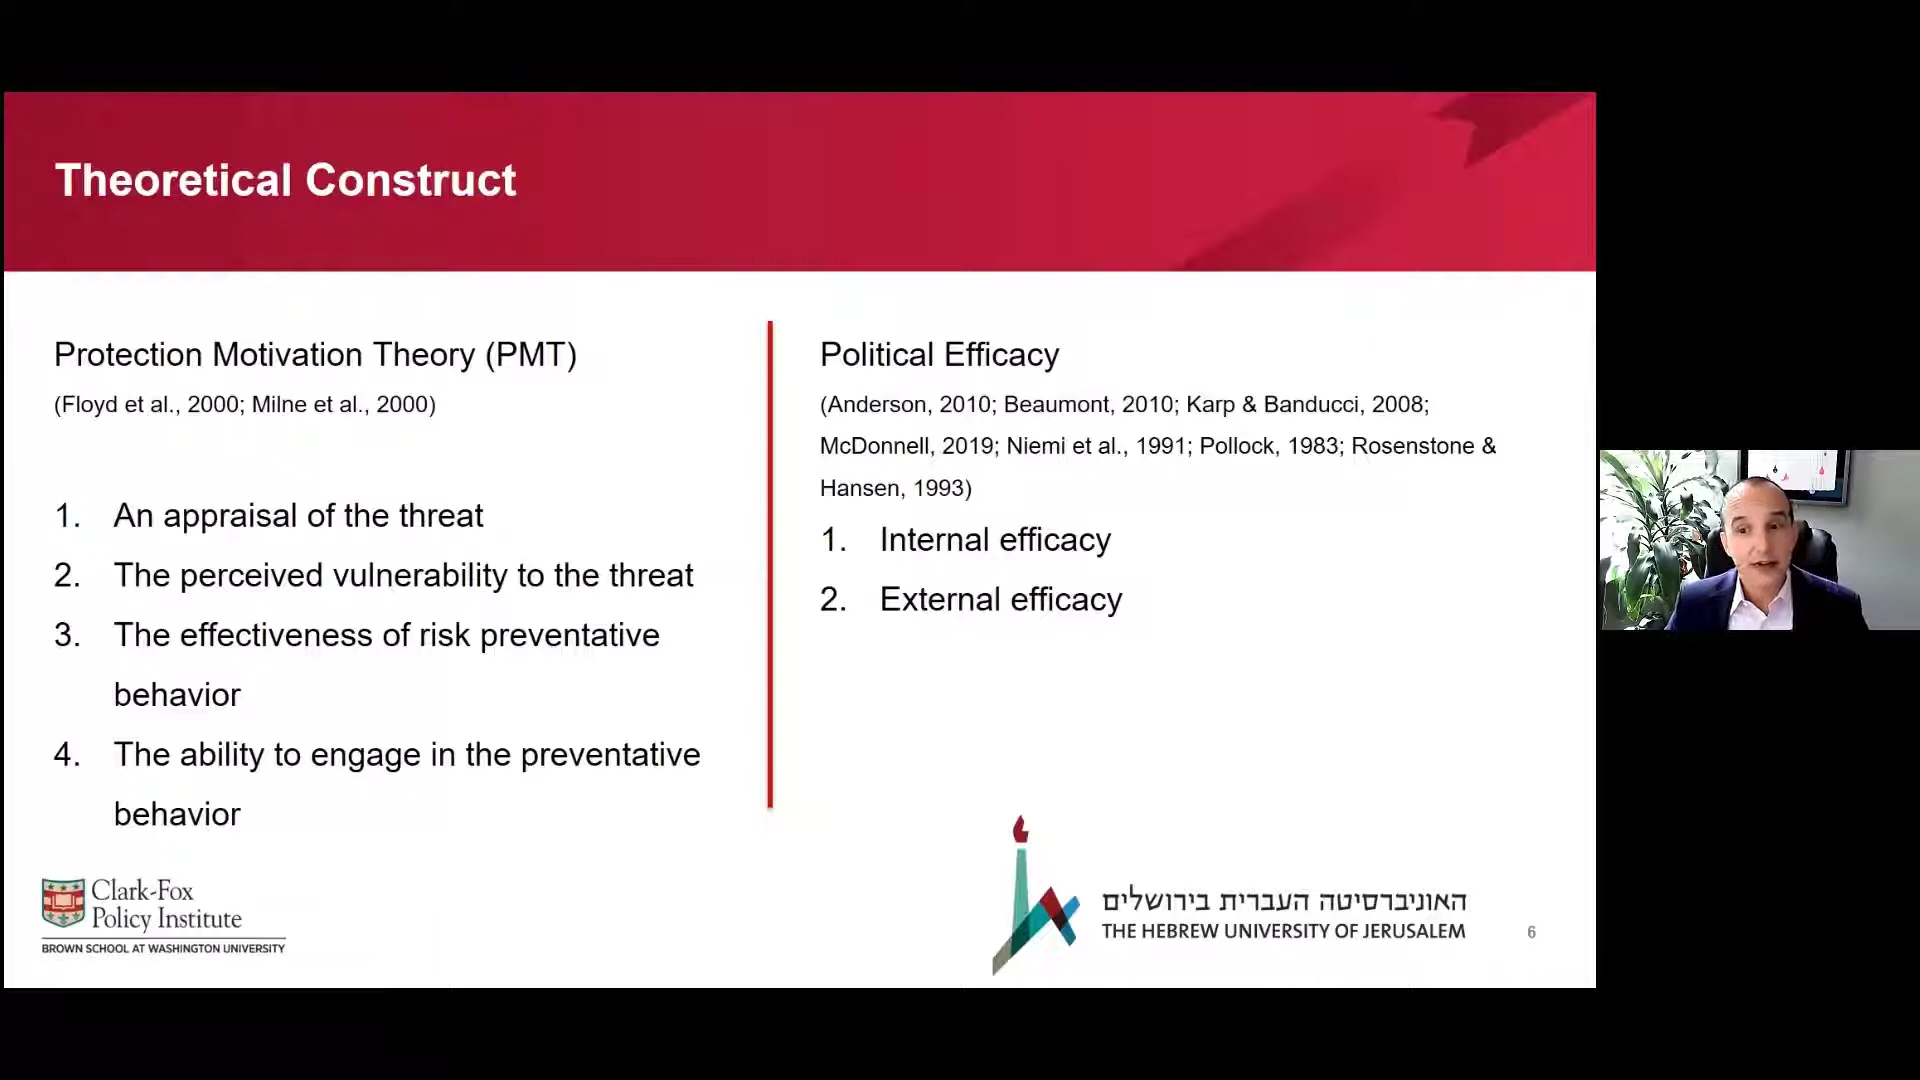 Theoretical Construct
Protection Motivation Theory (PMT)
(Floyd et al., 2000; Milne et al., 2000)
1. An appraisal of the threat
2. The perceived vulnerability to the threat
3. The effectiveness of risk preventative
behavior
4. The ability to engage in the preventative
behavior
Political Efficacy
(Anderson, 2010; Beaumont, 2010; Karp & Banducci, 2008;
McDonnell, 2019; Niemi et al., 1991; Pollock, 1983; Rosenstone &
Hansen, 1993)
1. Internal efficacy
2. External efficacy
Clark-Fox
Policy Institute
BROWN SCHOOL AT WASHINGTON UNIVERSITY
האוניברסיטה העברית בירושלים
THE HEBREW UNIVERSITY OF JERUSALEM
6